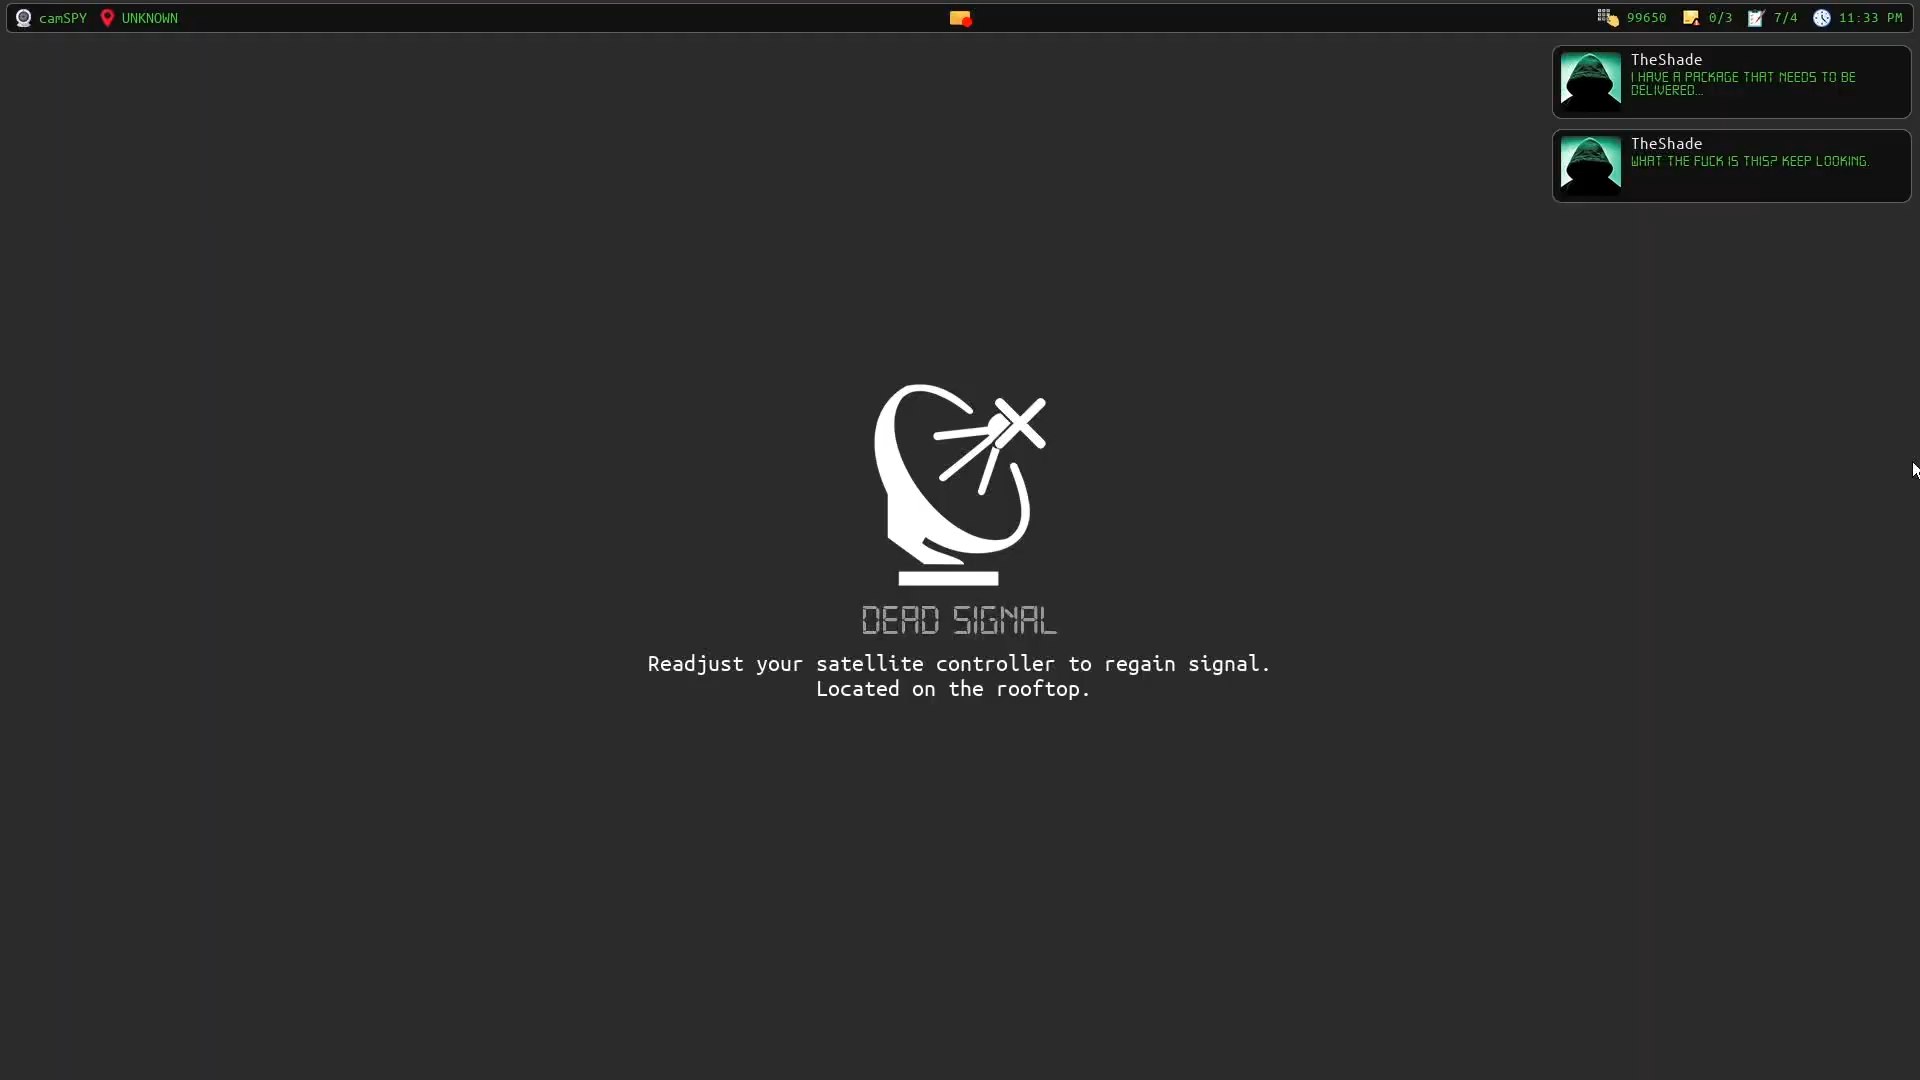 camSPY UNKNOWN 99650 0/3 7/4 11:33 PM
TheShade
I HAVE A PACKAGE THAT NEEDS TO BE
DELIVERED...
TheShade
WHAT THE FUCK IS THIS? KEEP LOOKING.
DEAD SIGNAL
Readjust your satellite controller to regain signal.
Located on the rooftop.